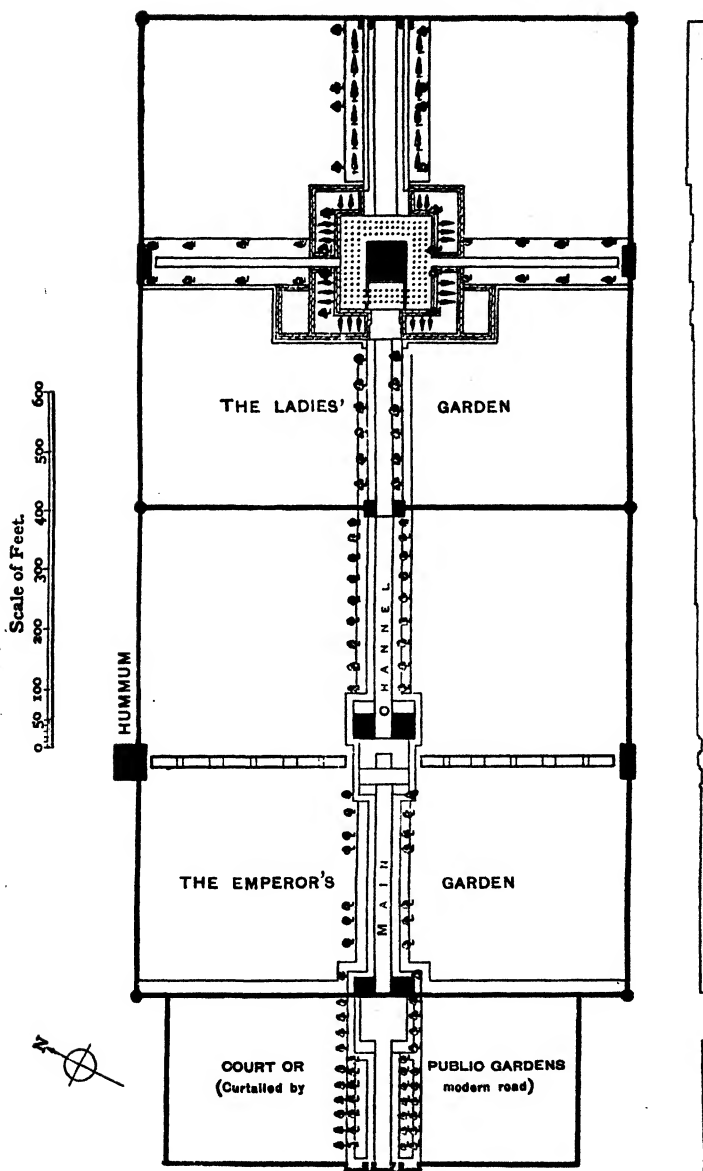 THE LADIES' GARDEN
Scale of Feet.
0 50 100 200 300 400 500 600
HUMMUM
MAIN CHANNEL
THE EMPEROR'S GARDEN
N
COURT OR PUBLIC GARDENS
(Curtailed by modern road)